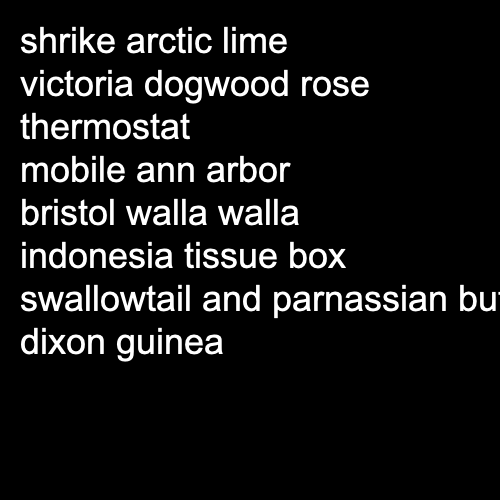 shrike arctic lime
victoria dogwood rose
thermostat
mobile ann arbor
bristol walla walla
indonesia tissue box
swallowtail and parnassian
dixon guinea